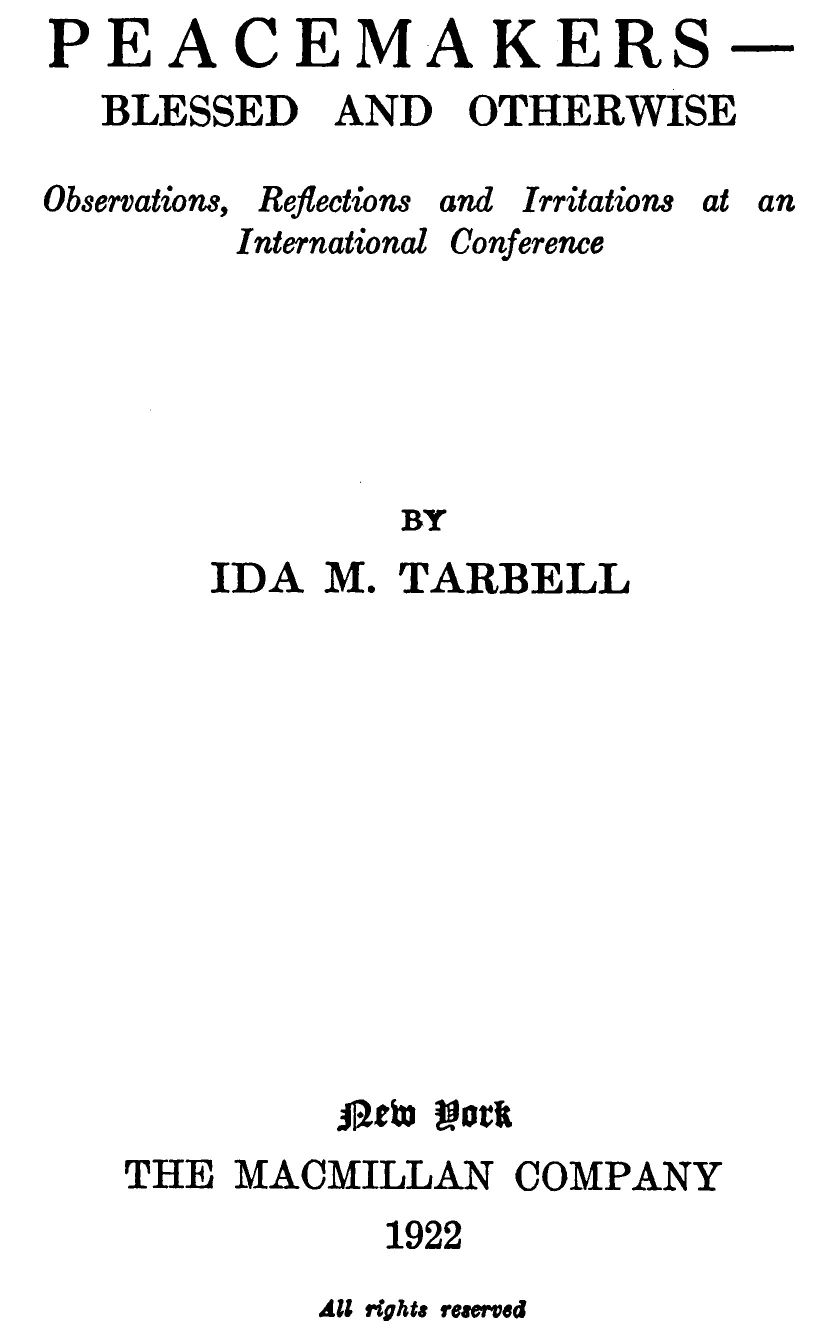 PEACEMAKERS—
BLESSED AND OTHERWISE
Observations, Reflections and Irritations at an
International Conference
BY
IDA M. TARBELL
New York
THE MACMILLAN COMPANY
1922
All rights reserved